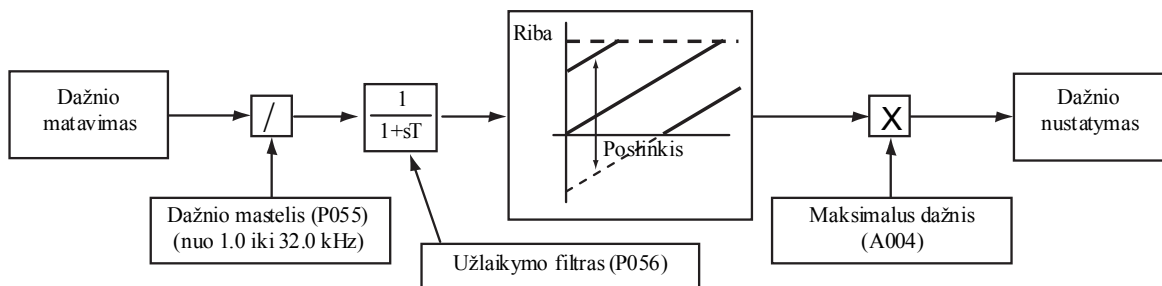 Dažnio
matavimas
/
1
1+sT
Riba
Poslinkis
X
Dažnio
nustatymas
Dažnio mastelis (P055)
(nuo 1.0 iki 32.0 kHz)
Užlaikymo filtras (P056)
Maksimalus dažnis
(A004)